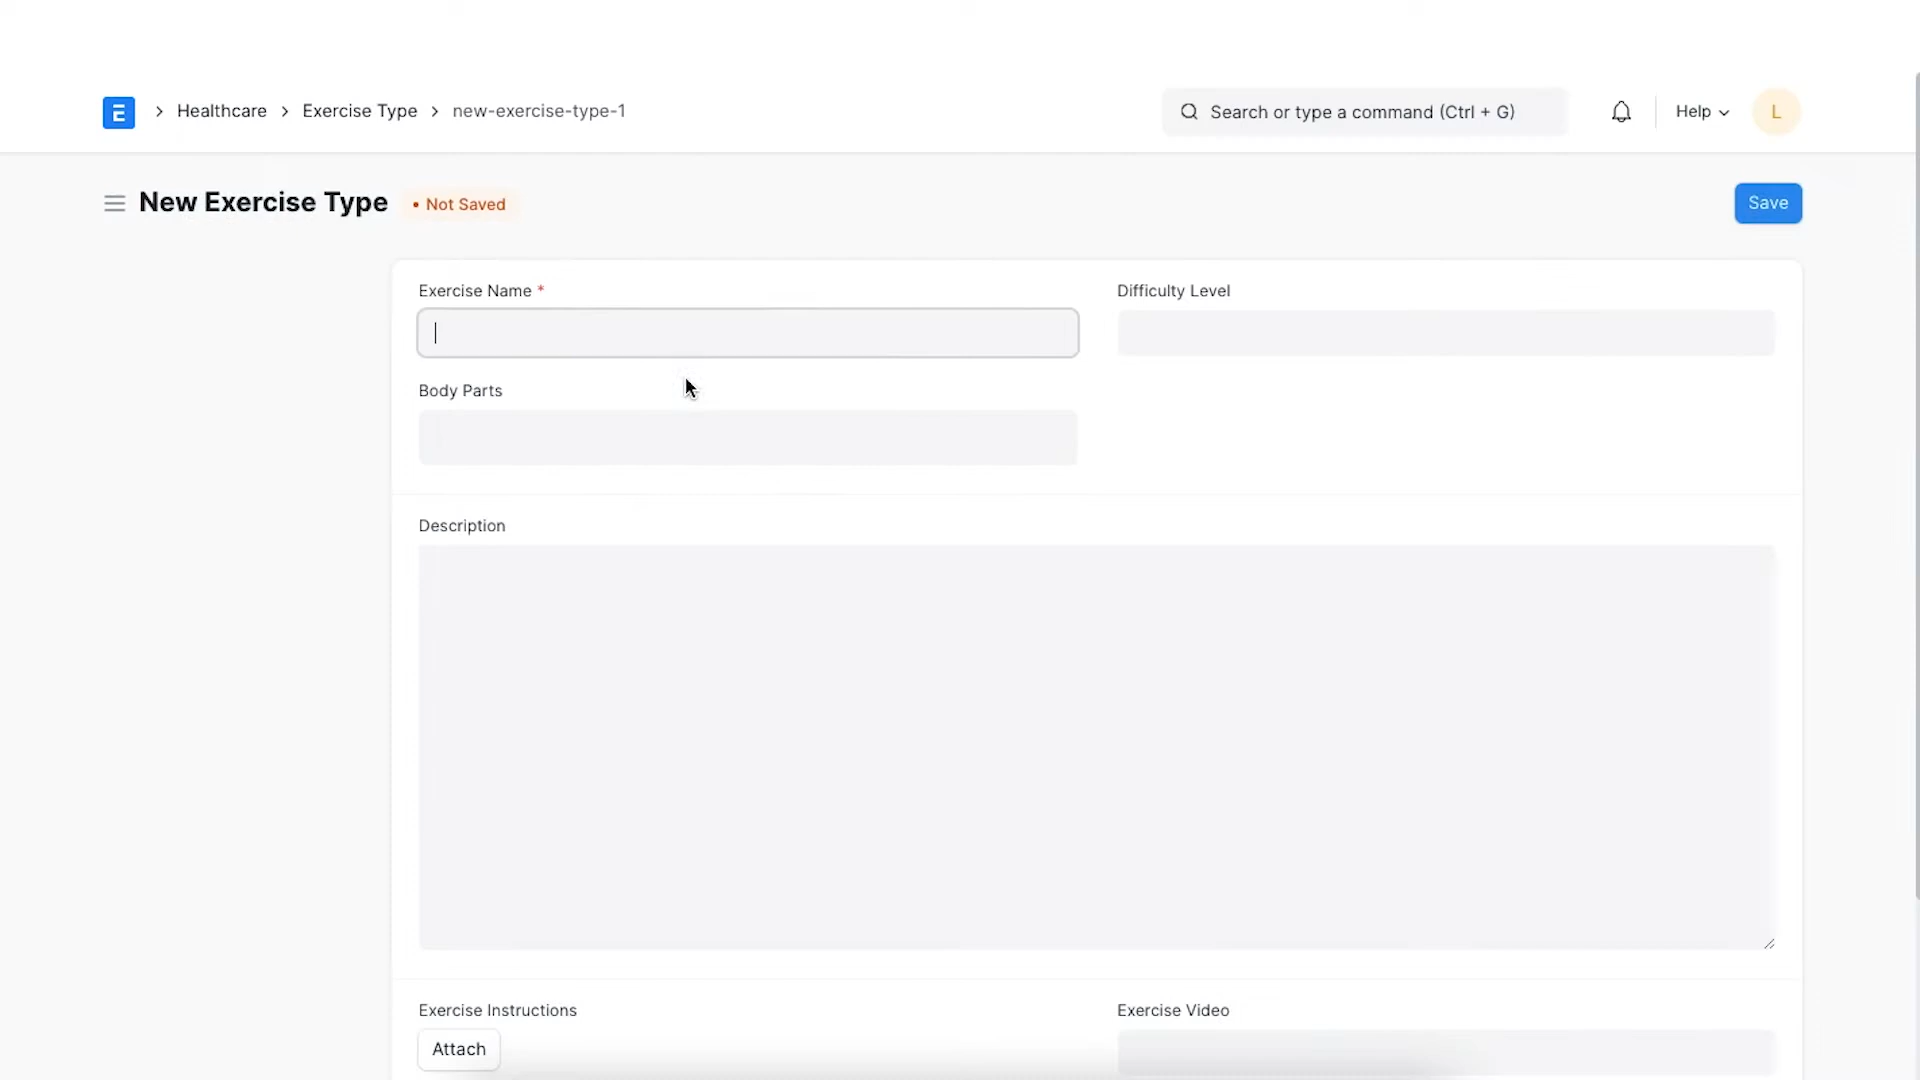 E > Healthcare > Exercise Type > new-exercise-type-1 Search or type a command (Ctrl + G) Help L
New Exercise Type • Not Saved Save
Exercise Name * Difficulty Level
Body Parts
Description
Exercise Instructions Exercise Video
Attach